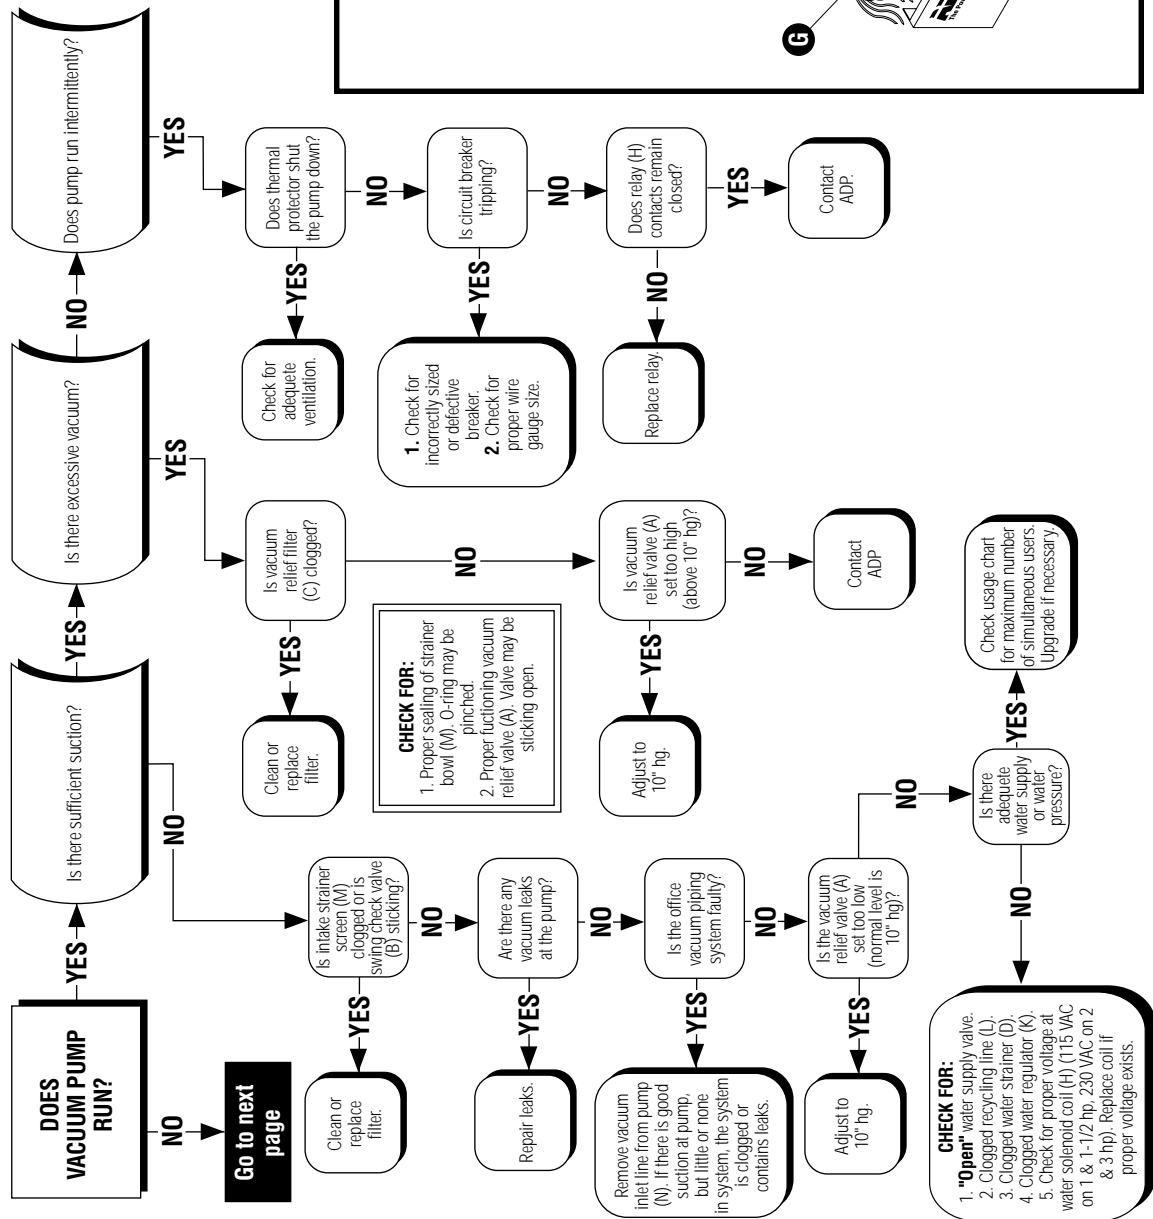 DOES
VACUUM PUMP
RUN?
NO
Go to next
page
YES
Is there sufficient suction?
NO
Is intake strainer
screen (M)
clogged or is
swing check valve
(B) sticking?
YES
Clean or
replace
filter.
NO
Are there any
vacuum leaks
at the pump?
YES
Repair leaks.
NO
Is the office
vacuum piping
system faulty?
YES
Remove vacuum
inlet line from pump
(N). If there is good
suction at pump,
but little or none
in system, the system
is clogged or
contains leaks.
NO
Is the vacuum
relief valve (A)
set too low
(normal level is
10" hg)?
YES
Adjust to
10" hg.
NO
Is there
adequete
water supply
or water
pressure?
YES
Check usage chart
for maximum number
of simultaneous users.
Upgrade if necessary.
NO
CHECK FOR:
1. "Open" water supply valve.
2. Clogged recycling line (L).
3. Clogged water strainer (D).
4. Clogged water regulator (K).
5. Check for proper voltage at
water solenoid coil (H) (115 VAC
on 1 & 1-1/2 hp, 230 VAC on 2
& 3 hp). Replace coil if
proper voltage exists.
YES
Is there excessive vacuum?
YES
Is vacuum
relief filter
(C) clogged?
YES
Clean or
replace
filter.
CHECK FOR:
1. Proper sealing of strainer
bowl (M). O-ring may be
pinched.
2. Proper fuctioning vacuum
relief valve (A). Valve may be
sticking open.
NO
Is vacuum
relief valve (A)
set too high
(above 10" hg)?
YES
Adjust to
10" hg.
NO
Contact
ADP
NO
Does pump run intermittently?
YES
Does thermal
protector shut
the pump down?
YES
Check for
adequete
ventilation.
NO
Is circuit breaker
tripping?
YES
1. Check for
incorrectly sized
or defective
breaker.
2. Check for
proper wire
gauge size.
NO
Does relay (H)
contacts remain
closed?
NO
Replace relay.
YES
Contact
ADP.
G